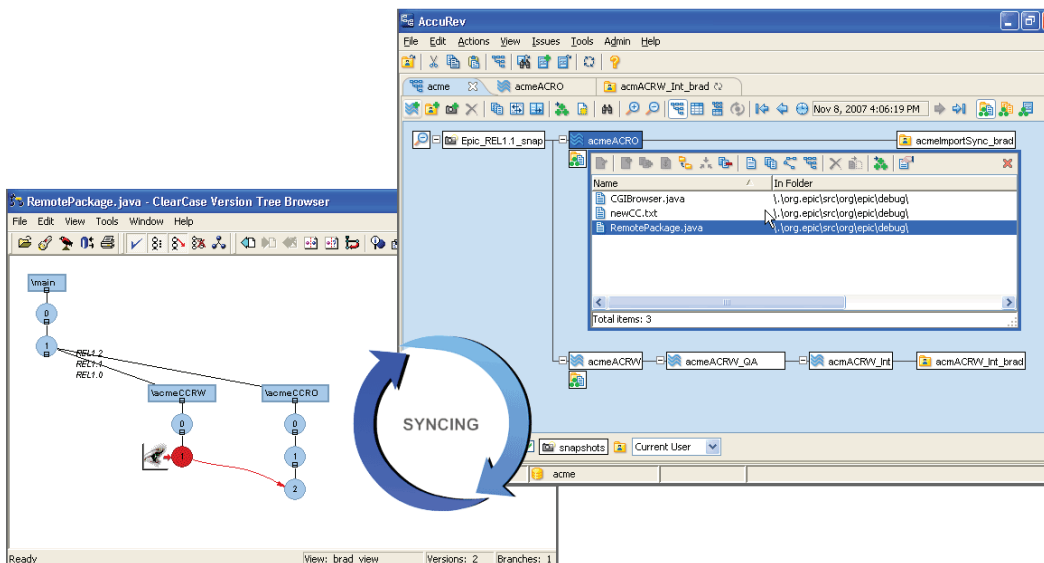 AccuRev
File Edit Actions View Issues Tools Admin Help
acme acmeACRO acmACRW_Int_brad
Nov 8, 2007 4:06:19 PM
Epic_REL1.1_snap acmeACRO acmeImportSync_brad
Name In Folder
CGIBrowser.java \.\org.epic\src\org\epic\debug\
newCC.txt \.\org.epic\src\org\epic\debug\
RemotePackage.java \.\org.epic\src\org\epic\debug\
Total items: 3
acmeACRW acmeACRW_QA acmACRW_Int acmACRW_Int_brad
snapshots Current User
acme
RemotePackage.java - ClearCase Version Tree Browser
File Edit View Tools Window Help
\main
0
1
REL1.2
REL1.1
REL1.0
\acmeCCRW \acmeCCRO
0 0
1 1
2
Ready View: brad_view Versions: 2 Branches: 1
SYNCING